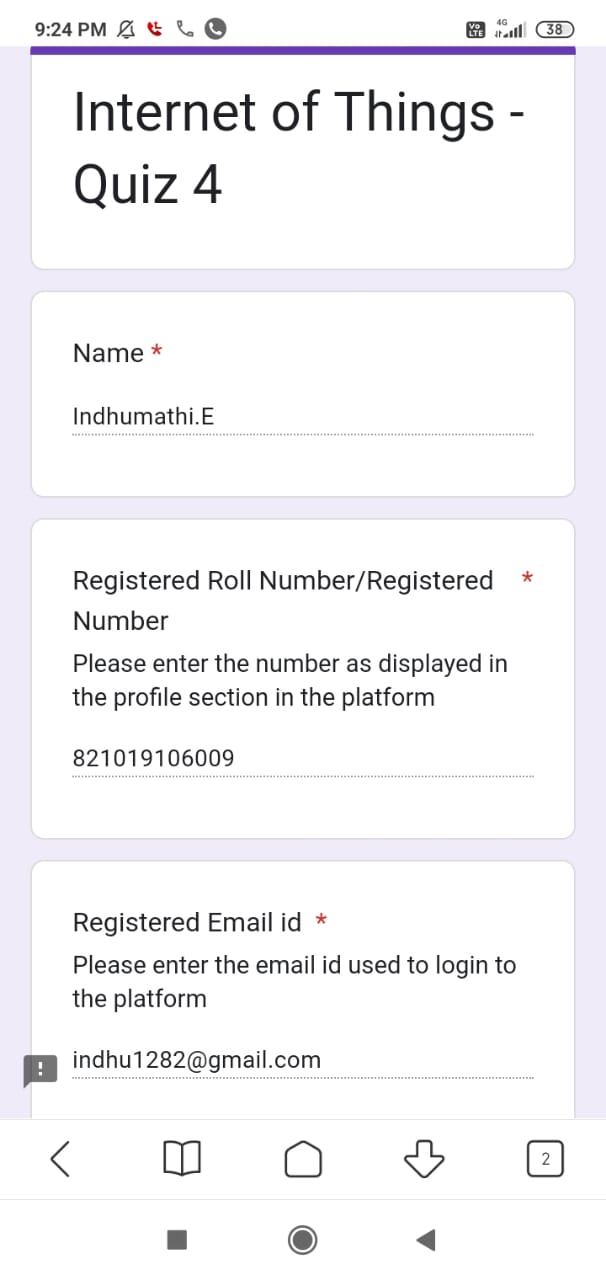 9:24 PM
Vo LTE 4G 38
Internet of Things -
Quiz 4
Name *
Indhumathi.E
Registered Roll Number/Registered *
Number
Please enter the number as displayed in
the profile section in the platform
821019106009
Registered Email id *
Please enter the email id used to login to
the platform
indhu1282@gmail.com
!
2